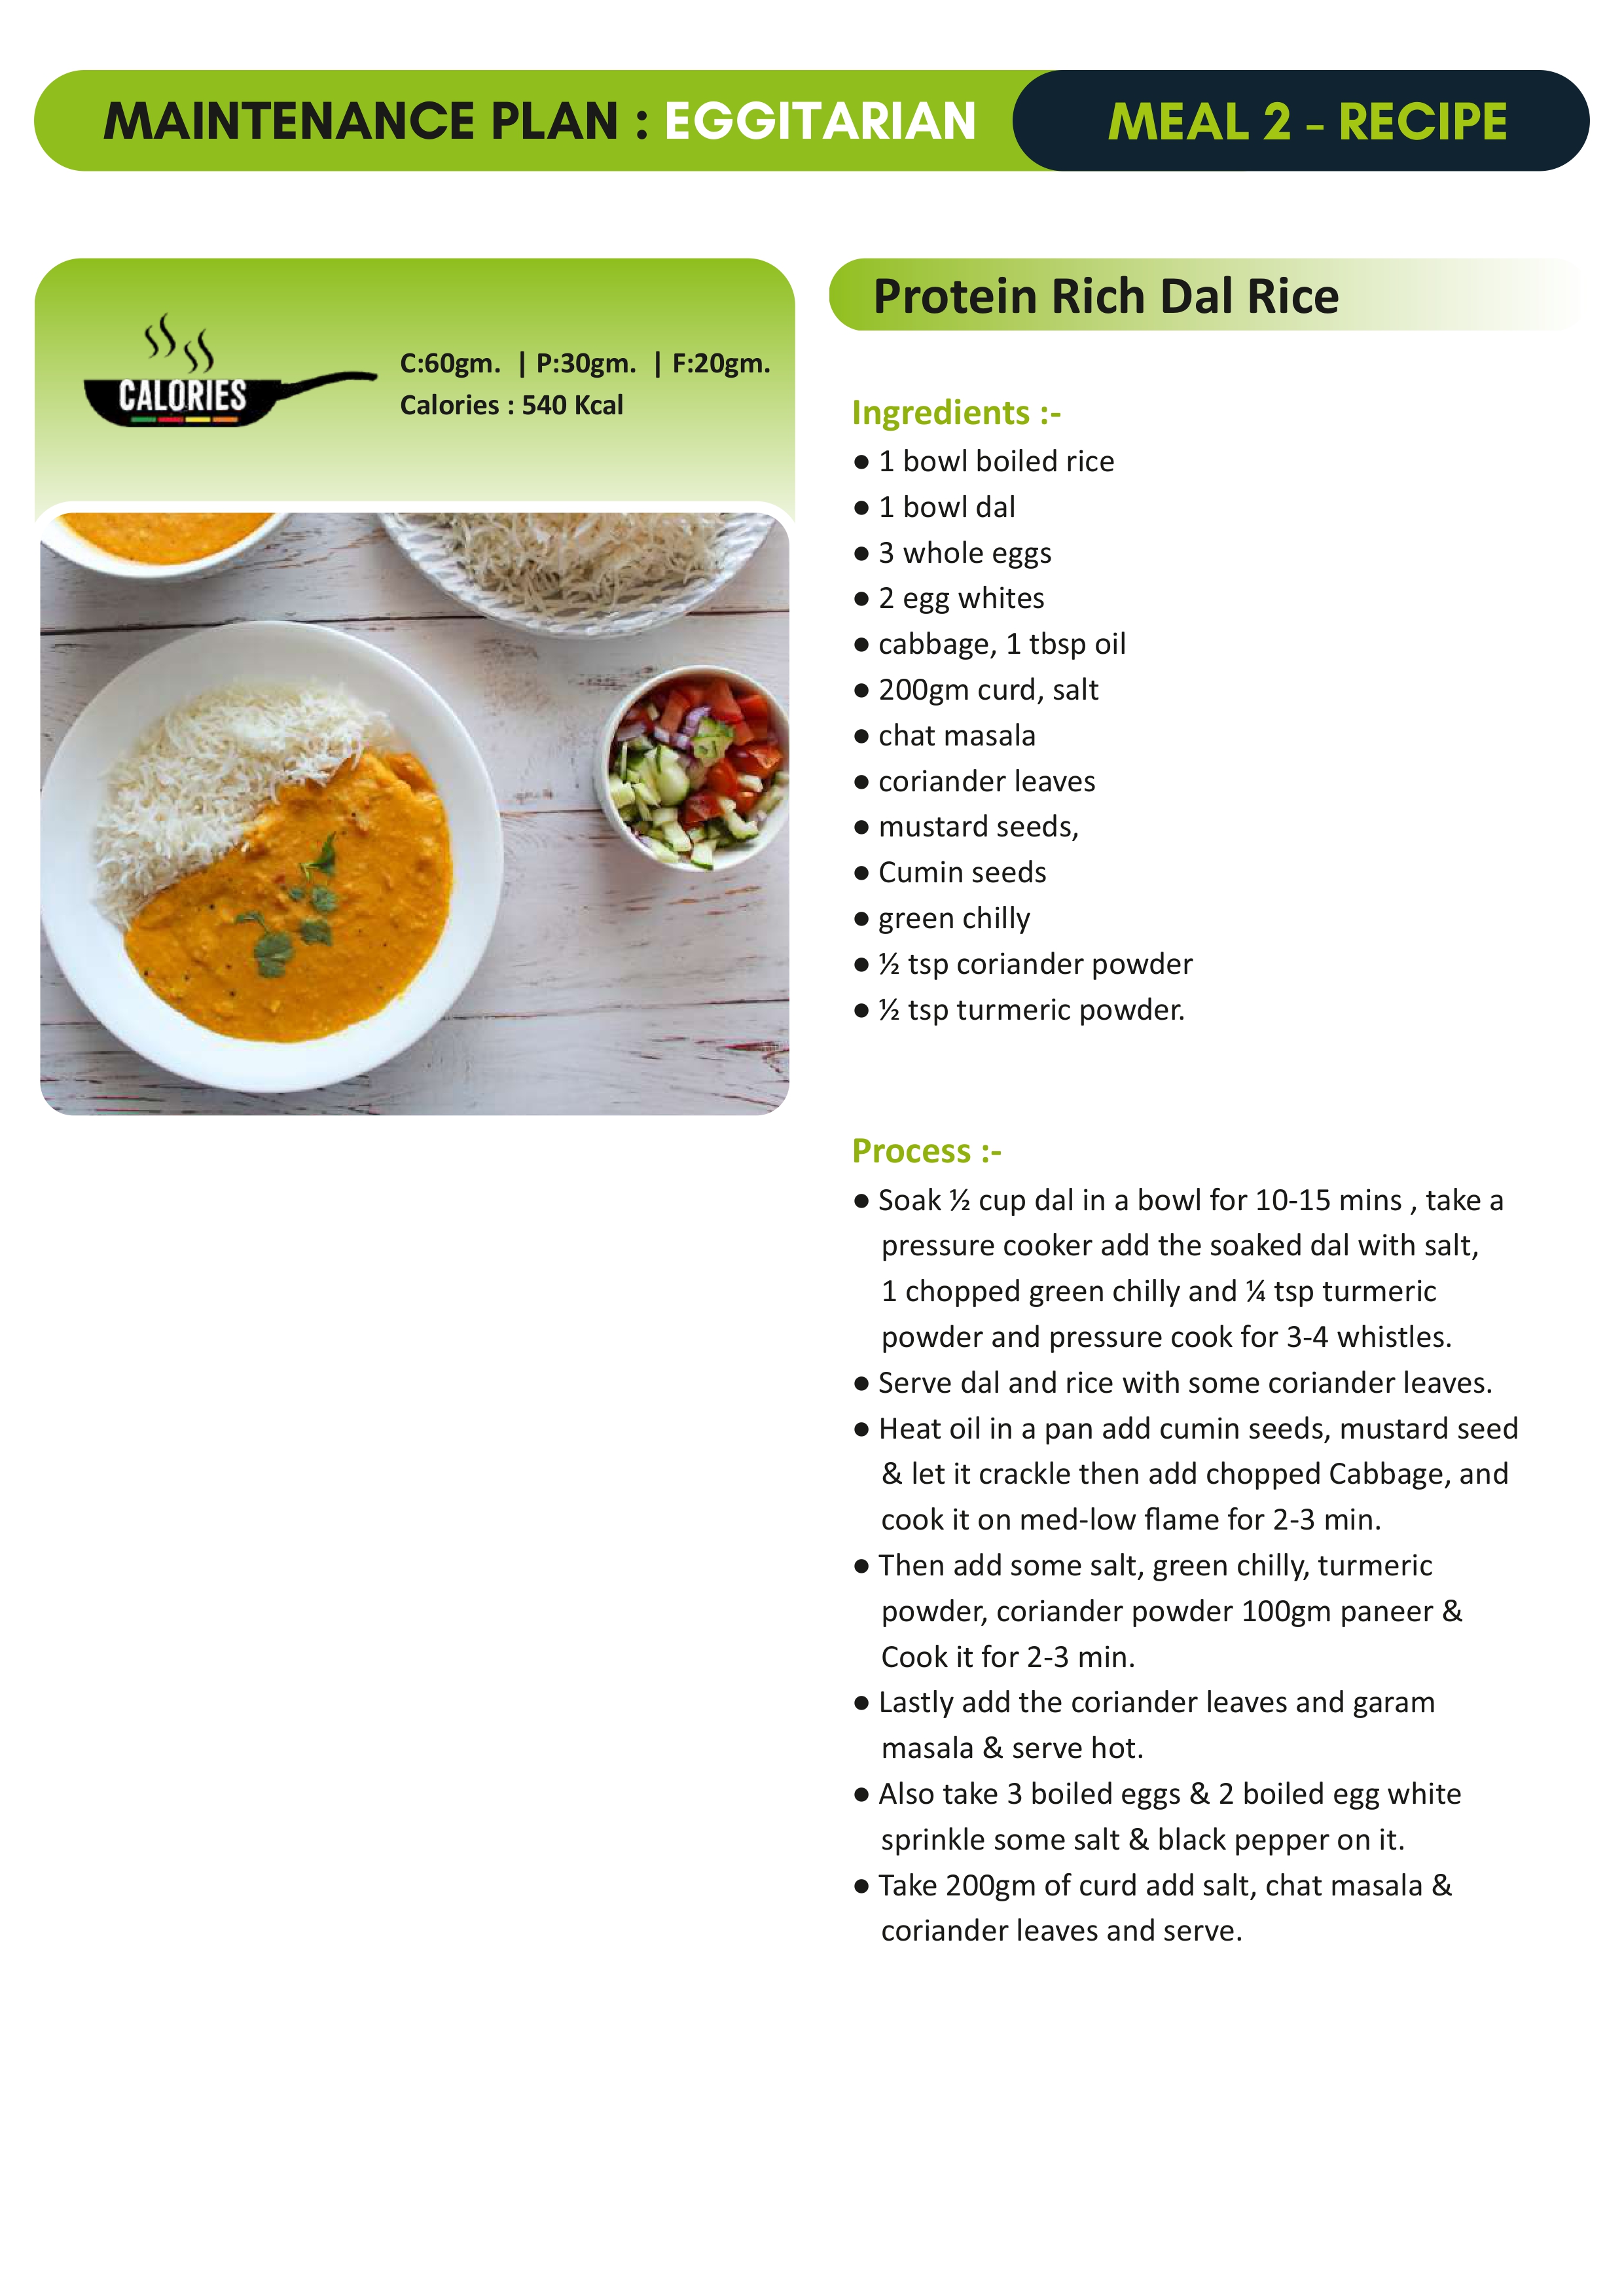 MAINTENANCE PLAN : EGGITARIAN
MEAL 2 - RECIPE
CALORIES
C:60gm. | P:30gm. | F:20gm.
Calories : 540 Kcal
Protein Rich Dal Rice
Ingredients :-
● 1 bowl boiled rice
● 1 bowl dal
● 3 whole eggs
● 2 egg whites
● cabbage, 1 tbsp oil
● 200gm curd, salt
● chat masala
● coriander leaves
● mustard seeds,
● Cumin seeds
● green chilly
● ½ tsp coriander powder
● ½ tsp turmeric powder.
Process :-
● Soak ½ cup dal in a bowl for 10-15 mins , take a
pressure cooker add the soaked dal with salt,
1 chopped green chilly and ¼ tsp turmeric
powder and pressure cook for 3-4 whistles.
● Serve dal and rice with some coriander leaves.
● Heat oil in a pan add cumin seeds, mustard seed
& let it crackle then add chopped Cabbage, and
cook it on med-low flame for 2-3 min.
● Then add some salt, green chilly, turmeric
powder, coriander powder 100gm paneer &
Cook it for 2-3 min.
● Lastly add the coriander leaves and garam
masala & serve hot.
● Also take 3 boiled eggs & 2 boiled egg white
sprinkle some salt & black pepper on it.
● Take 200gm of curd add salt, chat masala &
coriander leaves and serve.